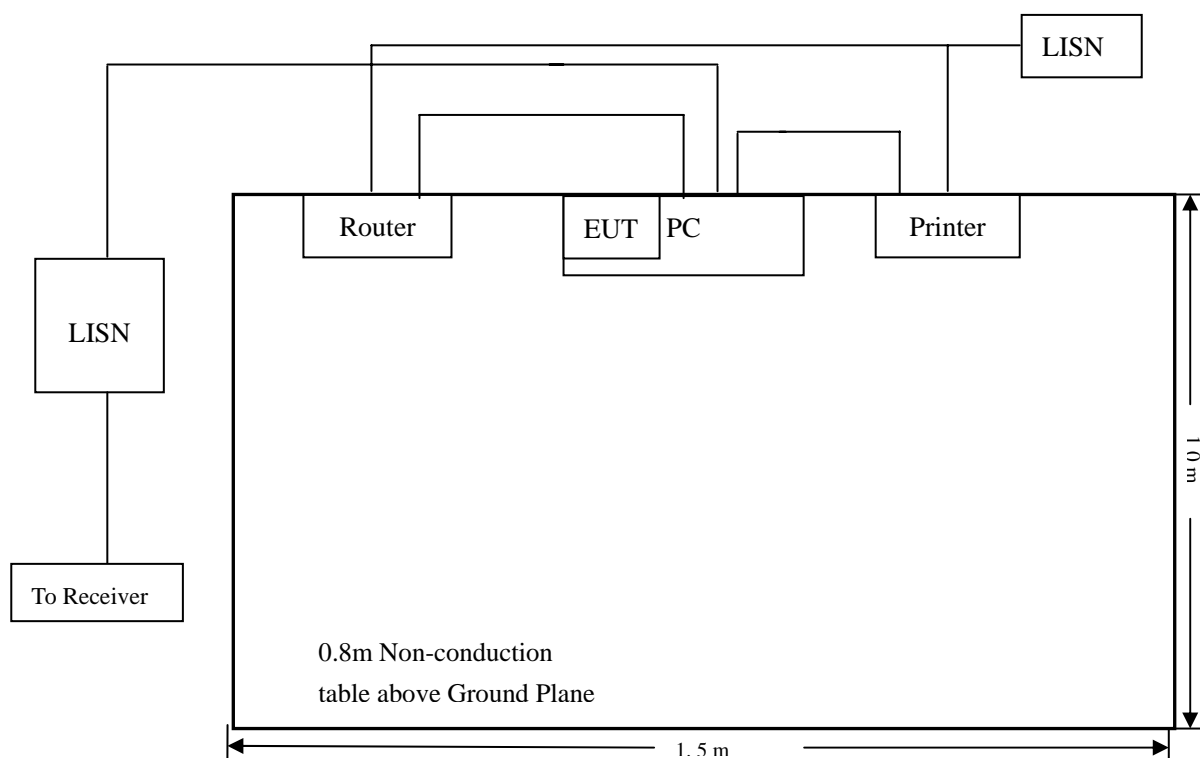 LISN
Router
EUT
PC
Printer
LISN
1.0 m
To Receiver
0.8m Non-conduction
table above Ground Plane
1.5 m